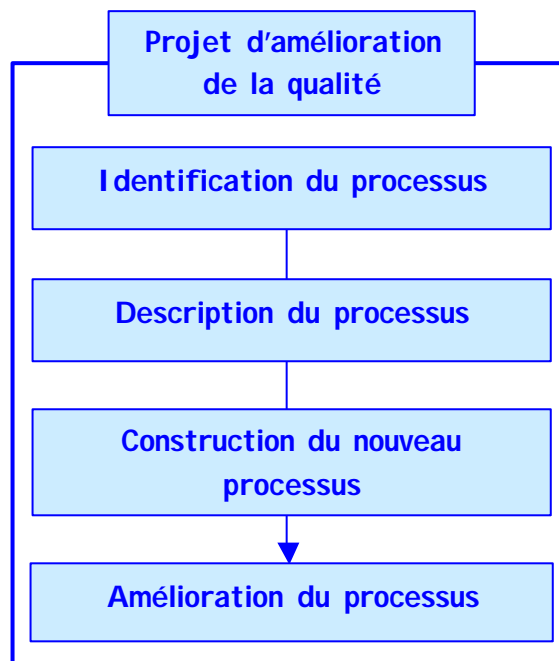 Projet d'amélioration
de la qualité
Identification du processus
Description du processus
Construction du nouveau
processus
Amélioration du processus